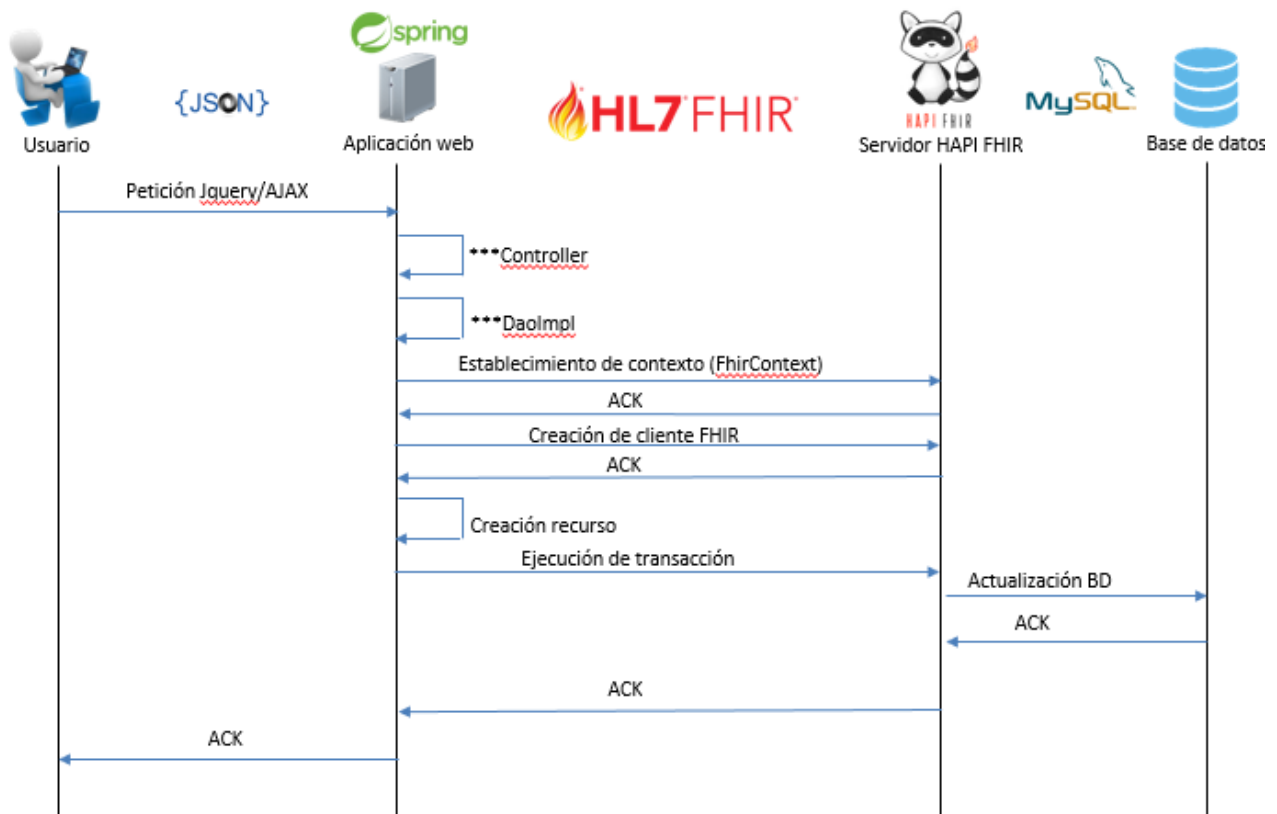 spring
{JSON}
HL7 FHIR
HAPI FHIR
MySQL
Usuario
Aplicación web
Servidor HAPI FHIR
Base de datos
Petición Jquery/AJAX
***Controller
***DaoImpl
Establecimiento de contexto (FhirContext)
ACK
Creación de cliente FHIR
ACK
Creación recurso
Ejecución de transacción
Actualización BD
ACK
ACK
ACK